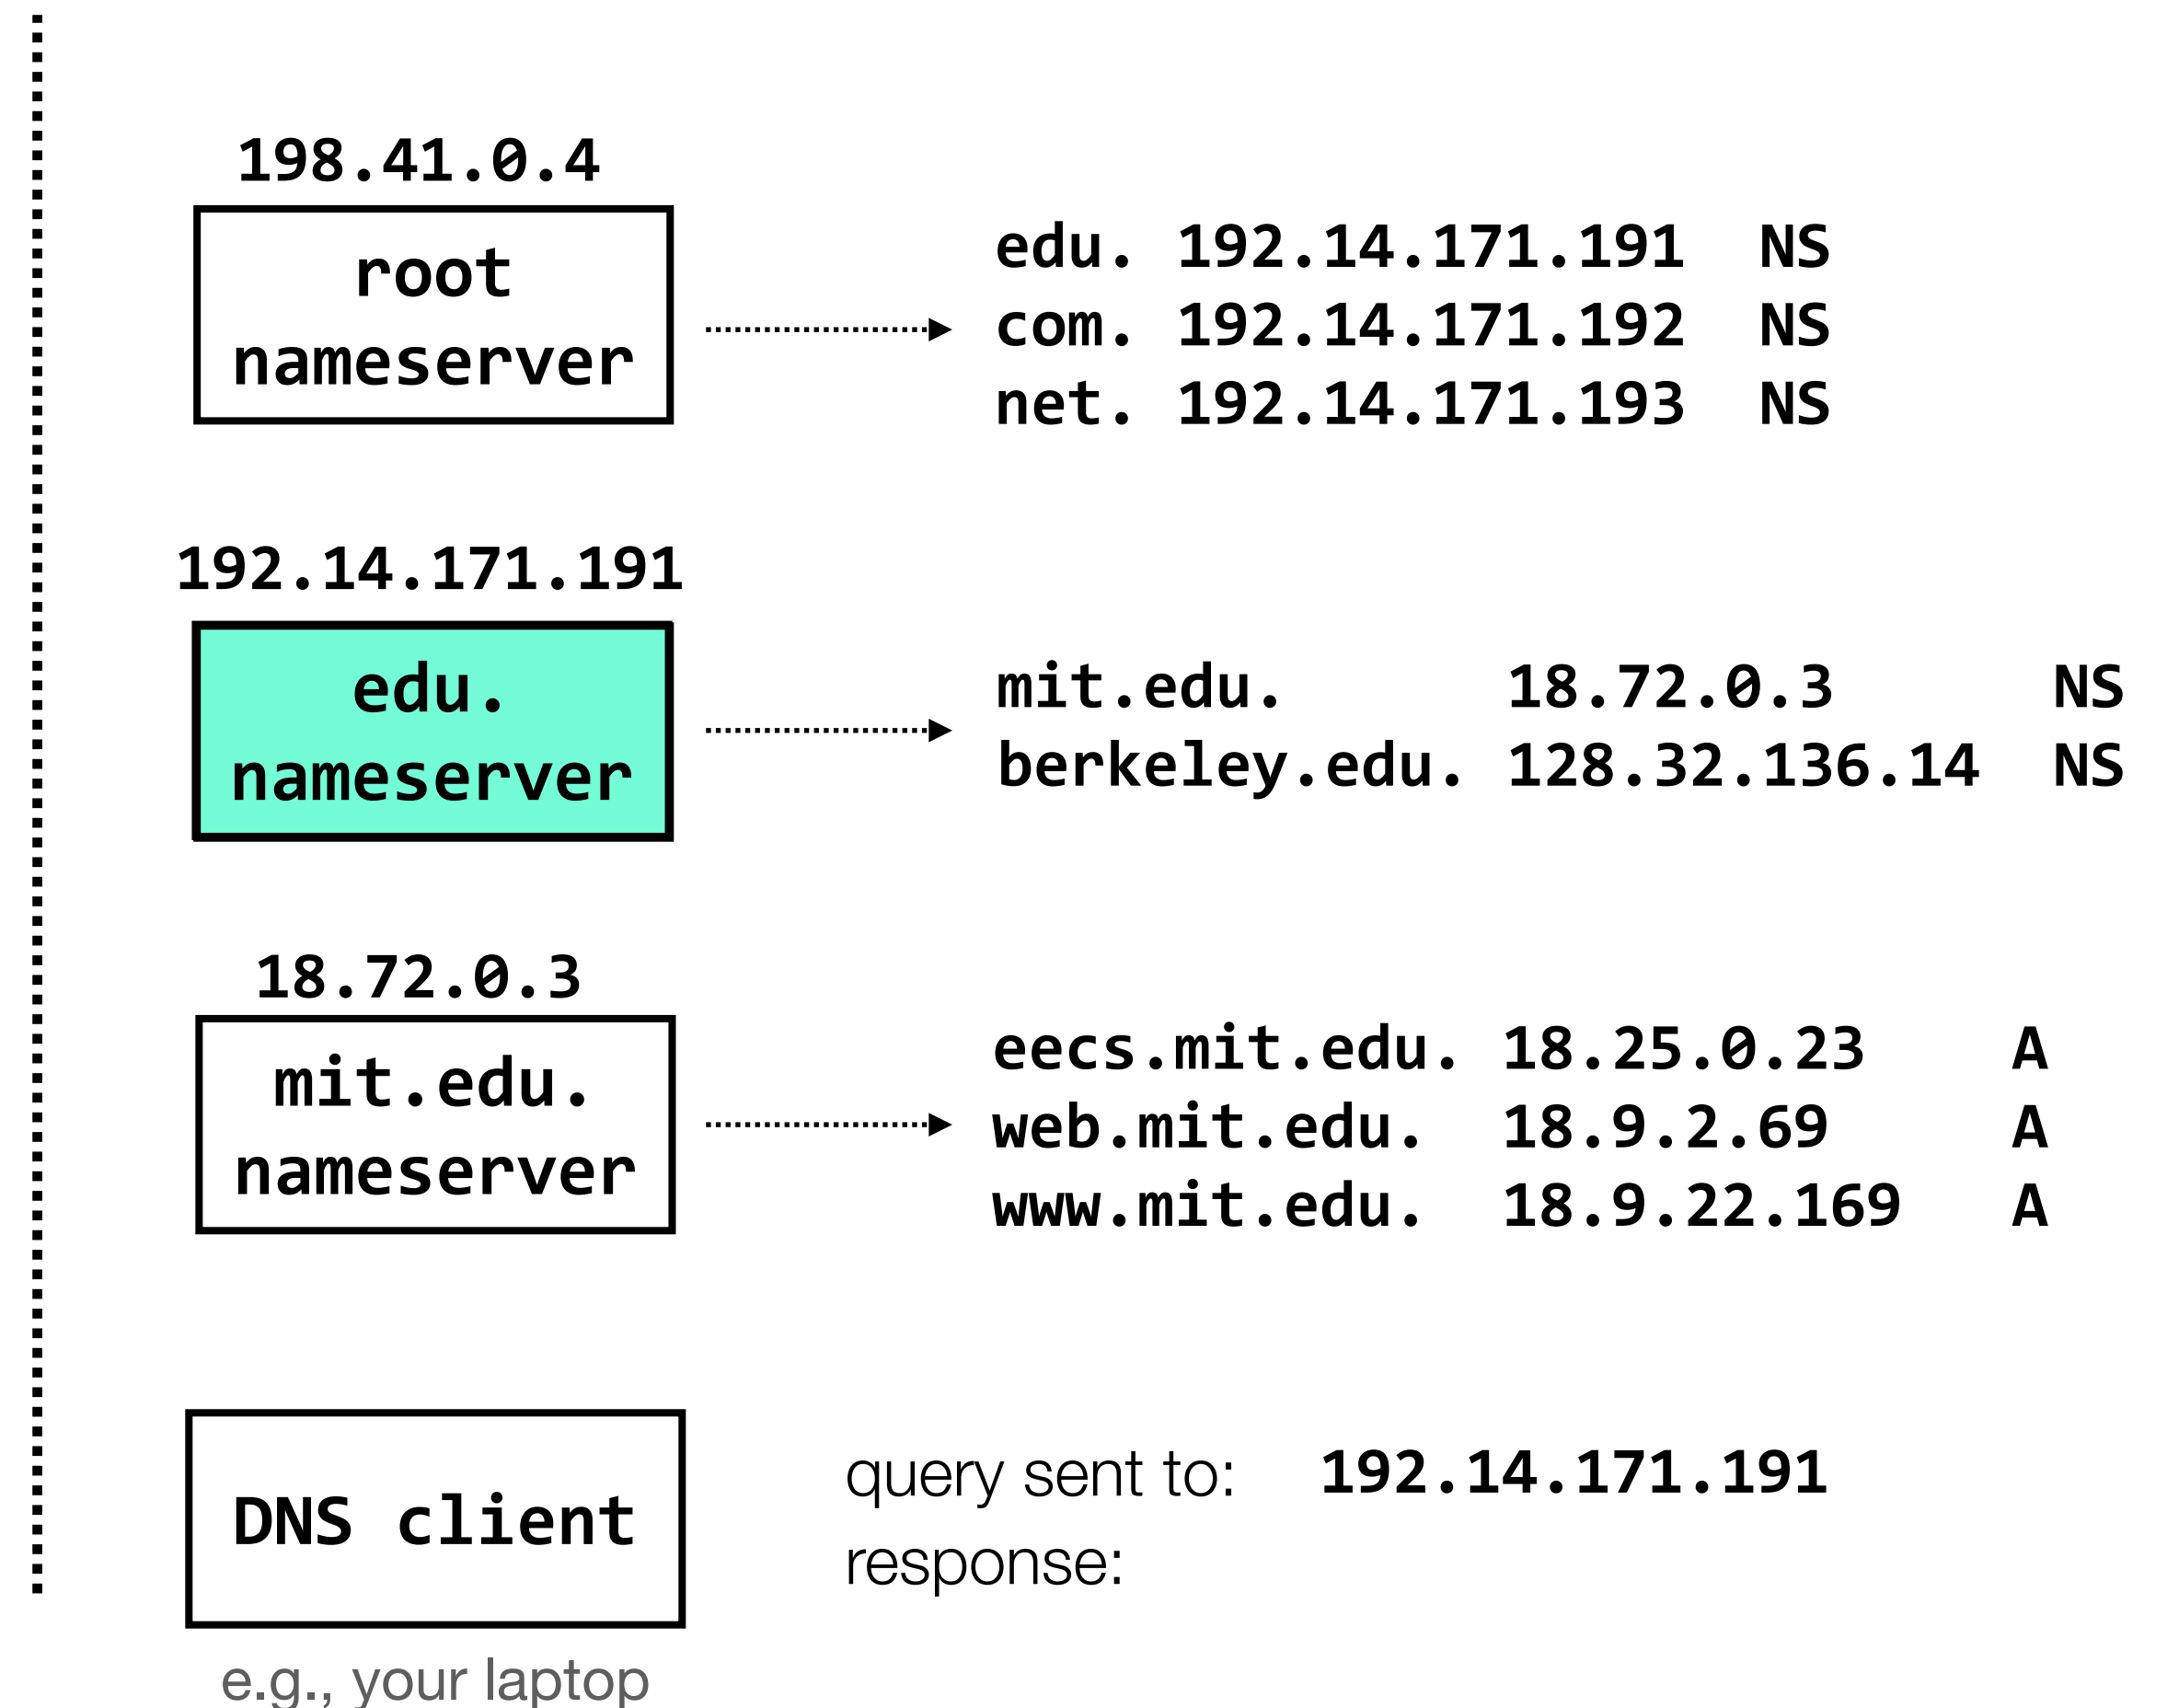 198.41.0.4
root
nameserver
edu. 192.14.171.191 NS
com. 192.14.171.192 NS
net. 192.14.171.193 NS
192.14.171.191
edu.
nameserver
mit.edu. 18.72.0.3 NS
berkeley.edu. 128.32.136.14 NS
18.72.0.3
mit.edu.
nameserver
eecs.mit.edu. 18.25.0.23 A
web.mit.edu. 18.9.2.69 A
www.mit.edu. 18.9.22.169 A
DNS client
e.g., your laptop
query sent to: 192.14.171.191
response: